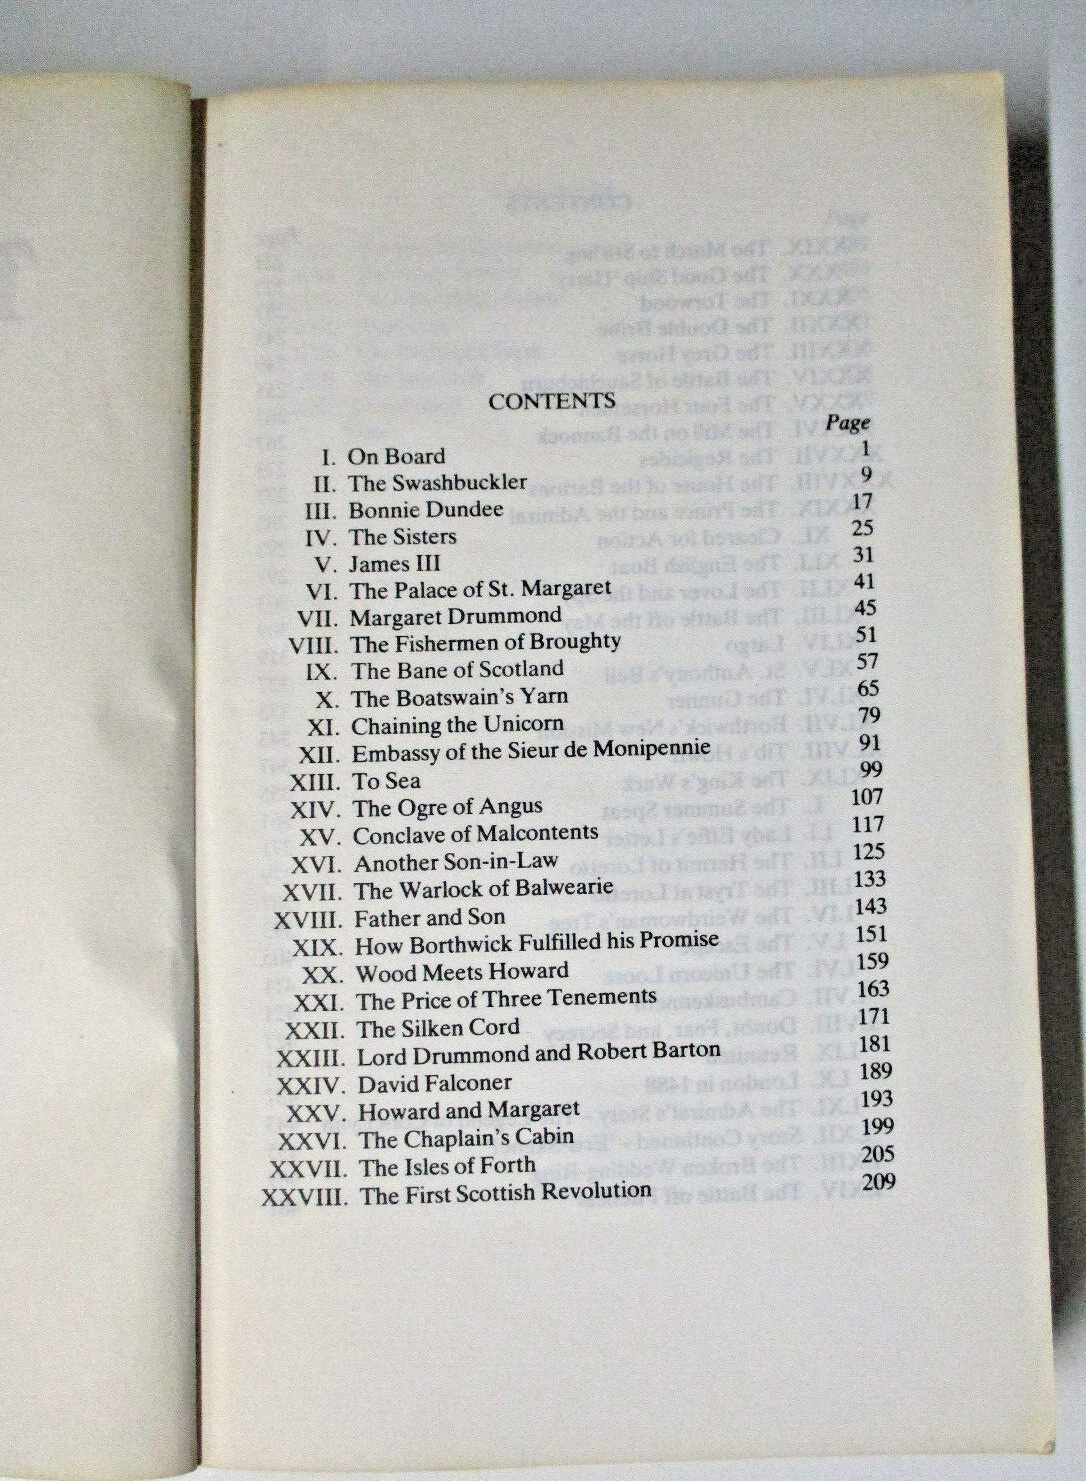 CONTENTS
Page
I. On Board 1
II. The Swashbuckler 9
III. Bonnie Dundee 17
IV. The Sisters 25
V. James III 31
VI. The Palace of St. Margaret 41
VII. Margaret Drummond 45
VIII. The Fishermen of Broughty 51
IX. The Bane of Scotland 57
X. The Boatswain's Yarn 65
XI. Chaining the Unicorn 79
XII. Embassy of the Sieur de Monipennie 91
XIII. To Sea 99
XIV. The Ogre of Angus 107
XV. Conclave of Malcontents 117
XVI. Another Son-in-Law 125
XVII. The Warlock of Balwearie 133
XVIII. Father and Son 143
XIX. How Borthwick Fulfilled his Promise 151
XX. Wood Meets Howard 159
XXI. The Price of Three Tenements 163
XXII. The Silken Cord 171
XXIII. Lord Drummond and Robert Barton 181
XXIV. David Falconer 189
XXV. Howard and Margaret 193
XXVI. The Chaplain's Cabin 199
XXVII. The Isles of Forth 205
XXVIII. The First Scottish Revolution 209